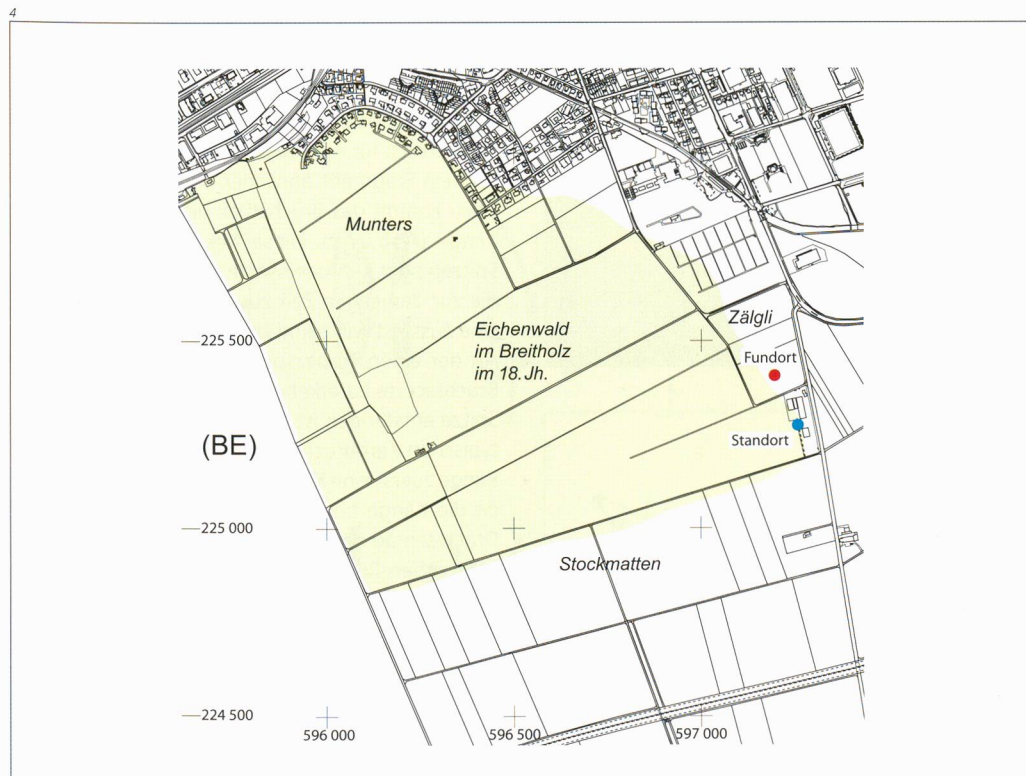 4
Munters
Eichenwald
im Breitholz
im 18. Jh.
Zälgli
Fundort
Standort
Stockmatten
(BE)
225 500
225 000
224 500
596 000
596 500
597 000